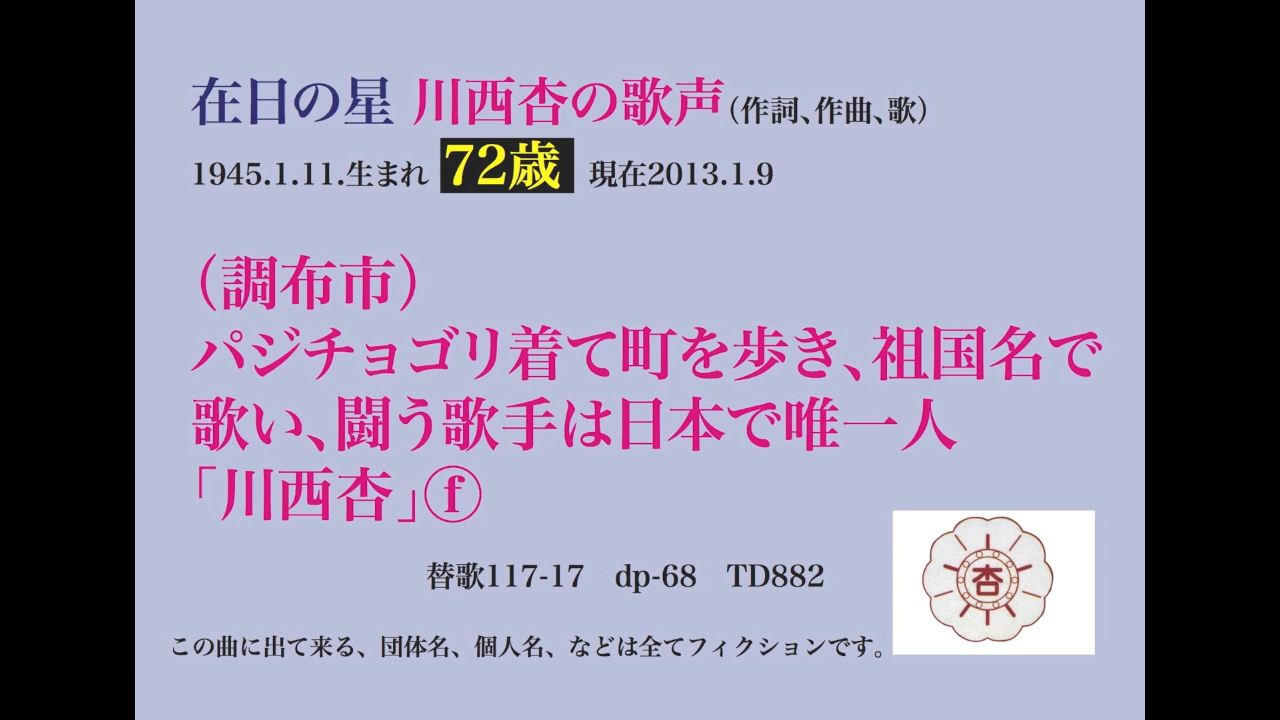 在日の星 川西杏の歌声（作詞、作曲、歌）
1945.1.11.生まれ 72歳 現在2013.1.9
（調布市）
パジチョゴリ着て町を歩き、祖国名で
歌い、闘う歌手は日本で唯一人
「川西杏」ⓕ
替歌117-17 dp-68 TD882
杏
この曲に出て来る、団体名、個人名、などは全てフィクションです。